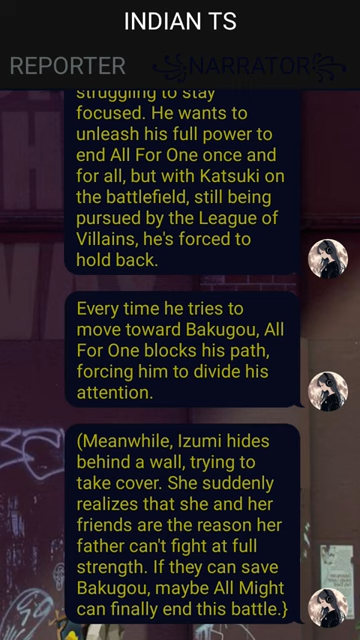 INDIAN TS
REPORTER
NARRATOR
struggling to stay
focused. He wants to
unleash his full power to
end All For One once and
for all, but with Katsuki on
the battlefield, still being
pursued by the League of
Villains, he's forced to
hold back.
Every time he tries to
move toward Bakugou, All
For One blocks his path,
forcing him to divide his
attention.
(Meanwhile, Izumi hides
behind a wall, trying to
take cover. She suddenly
realizes that she and her
friends are the reason her
father can't fight at full
strength. If they can save
Bakugou, maybe All Might
can finally end this battle.}